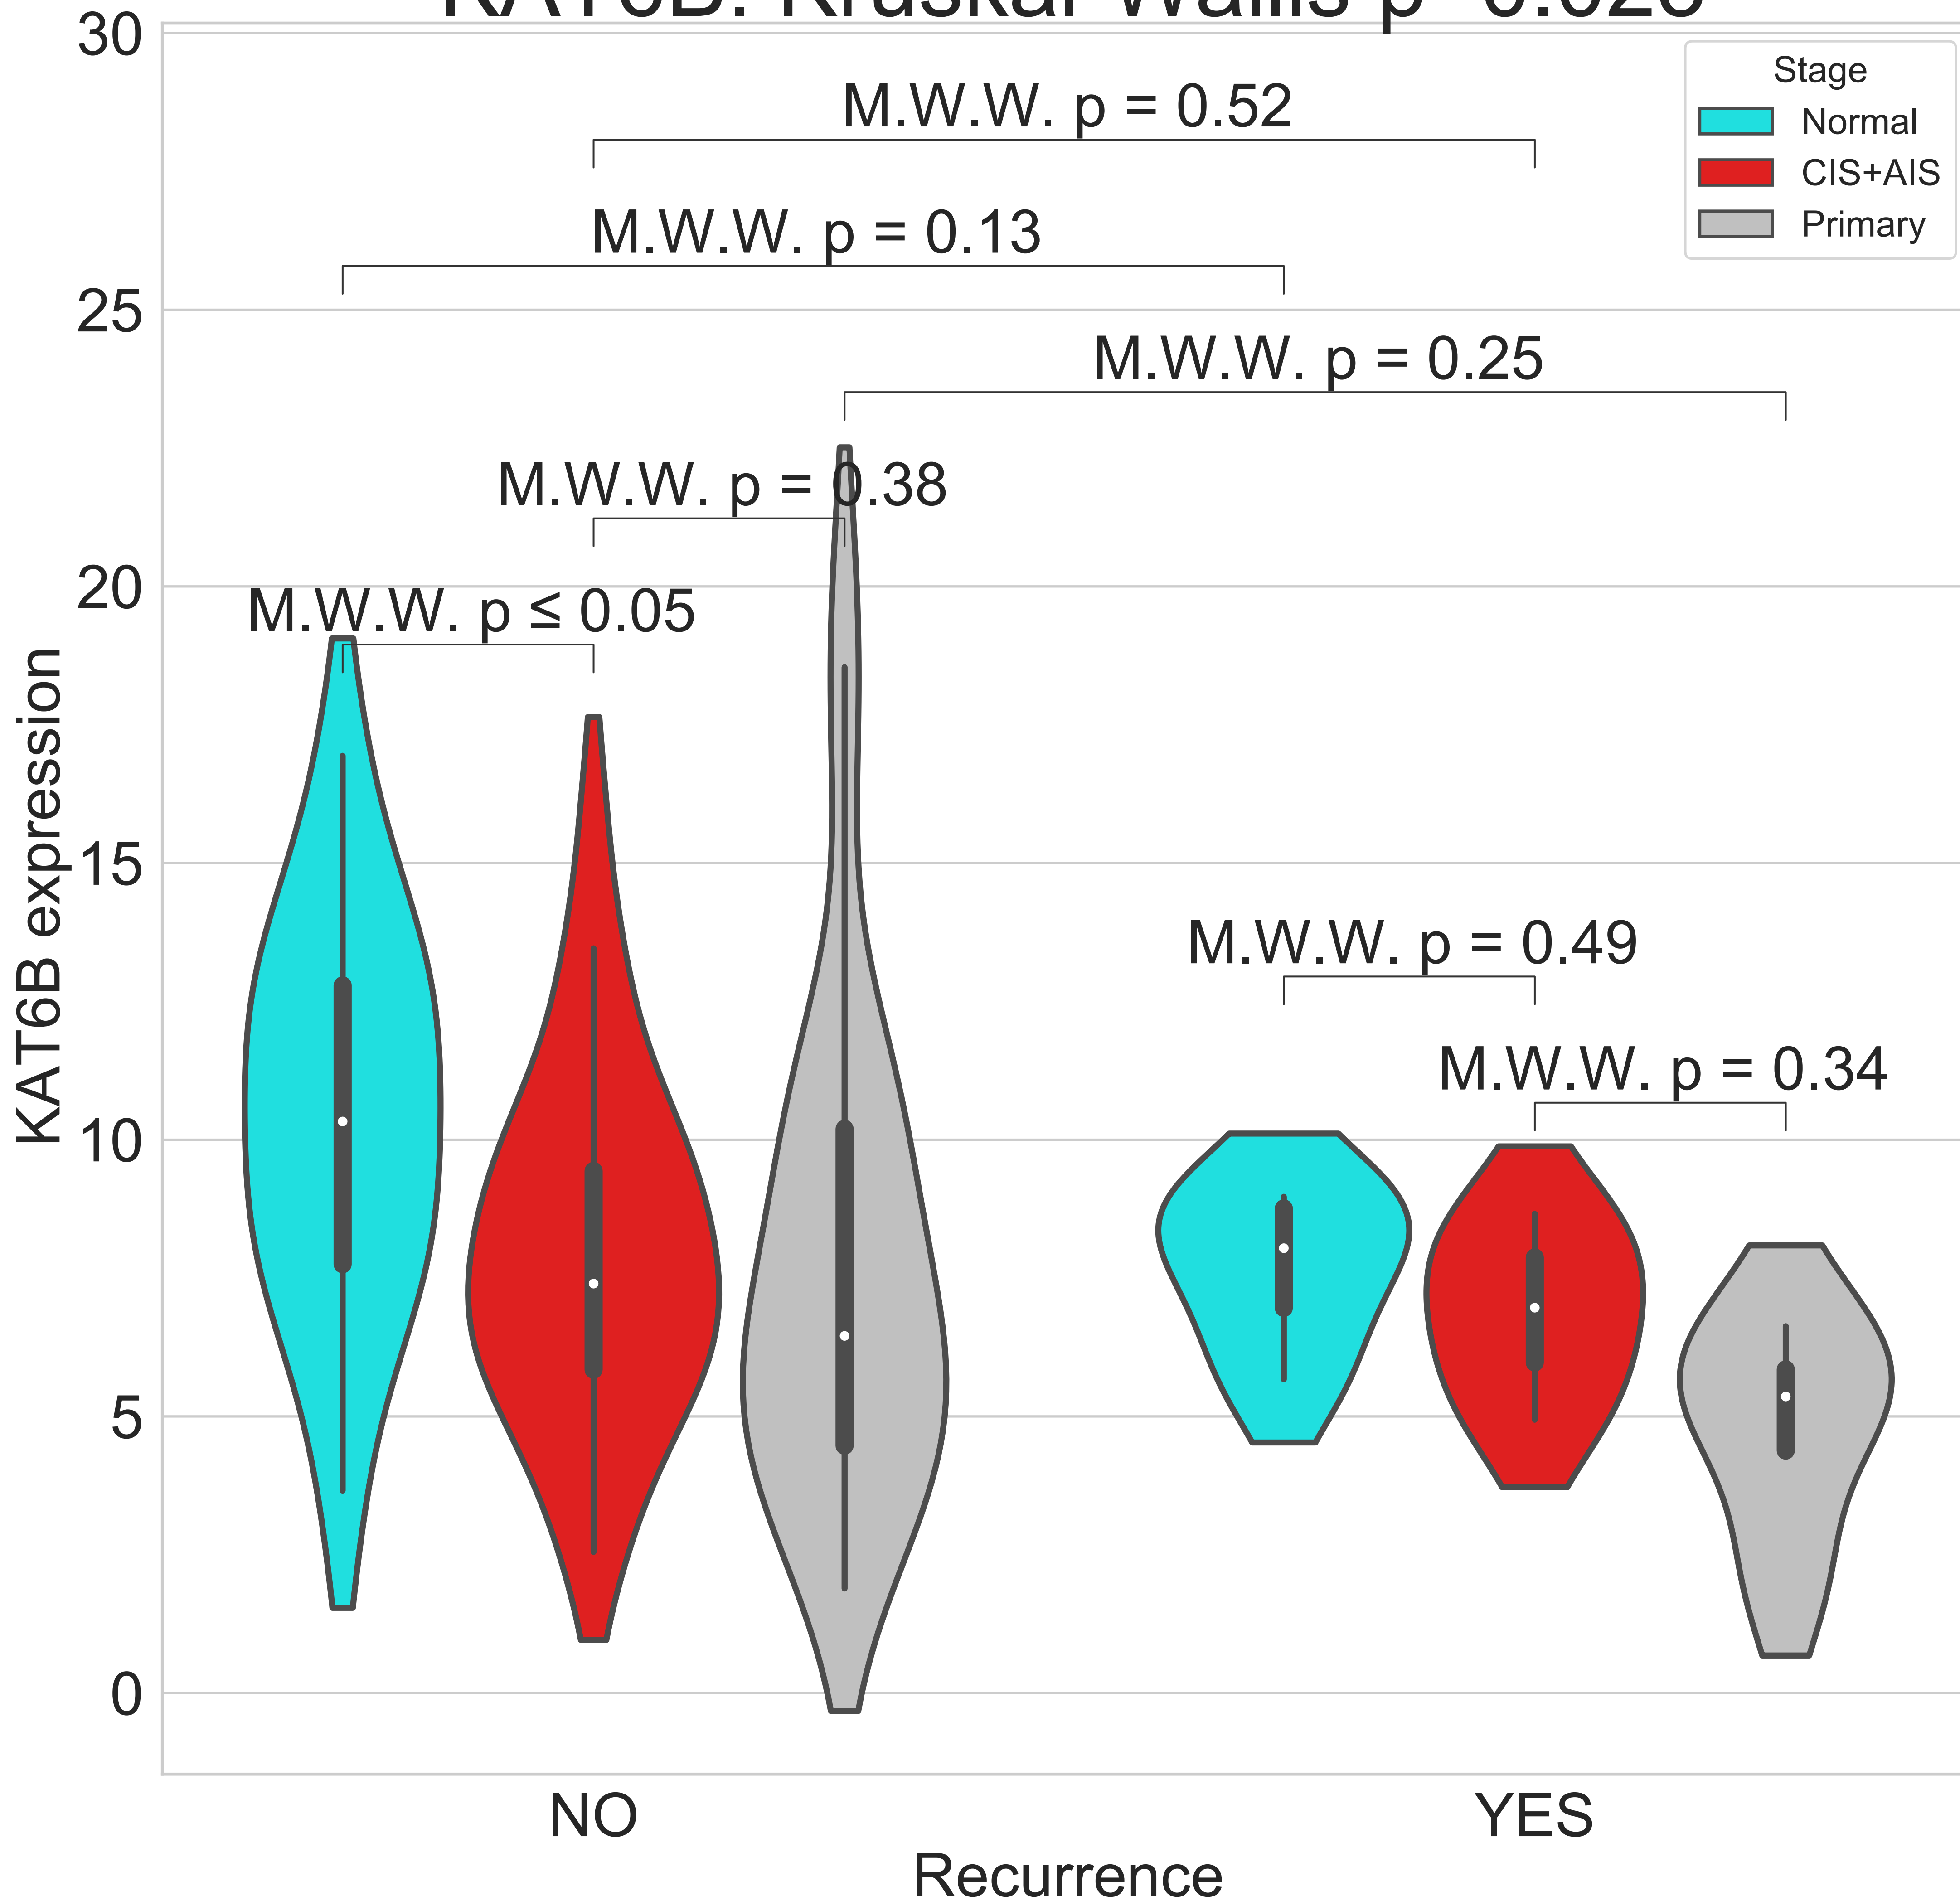 30
Stage
Normal
CIS+AIS
Primary
M.W.W. p = 0.52
M.W.W. p = 0.13
25
M.W.W. p = 0.25
M.W.W. p = 0.38
20
M.W.W. p ≤ 0.05
KAT6B expression
15
M.W.W. p = 0.49
M.W.W. p = 0.34
10
5
0
NO
YES
Recurrence